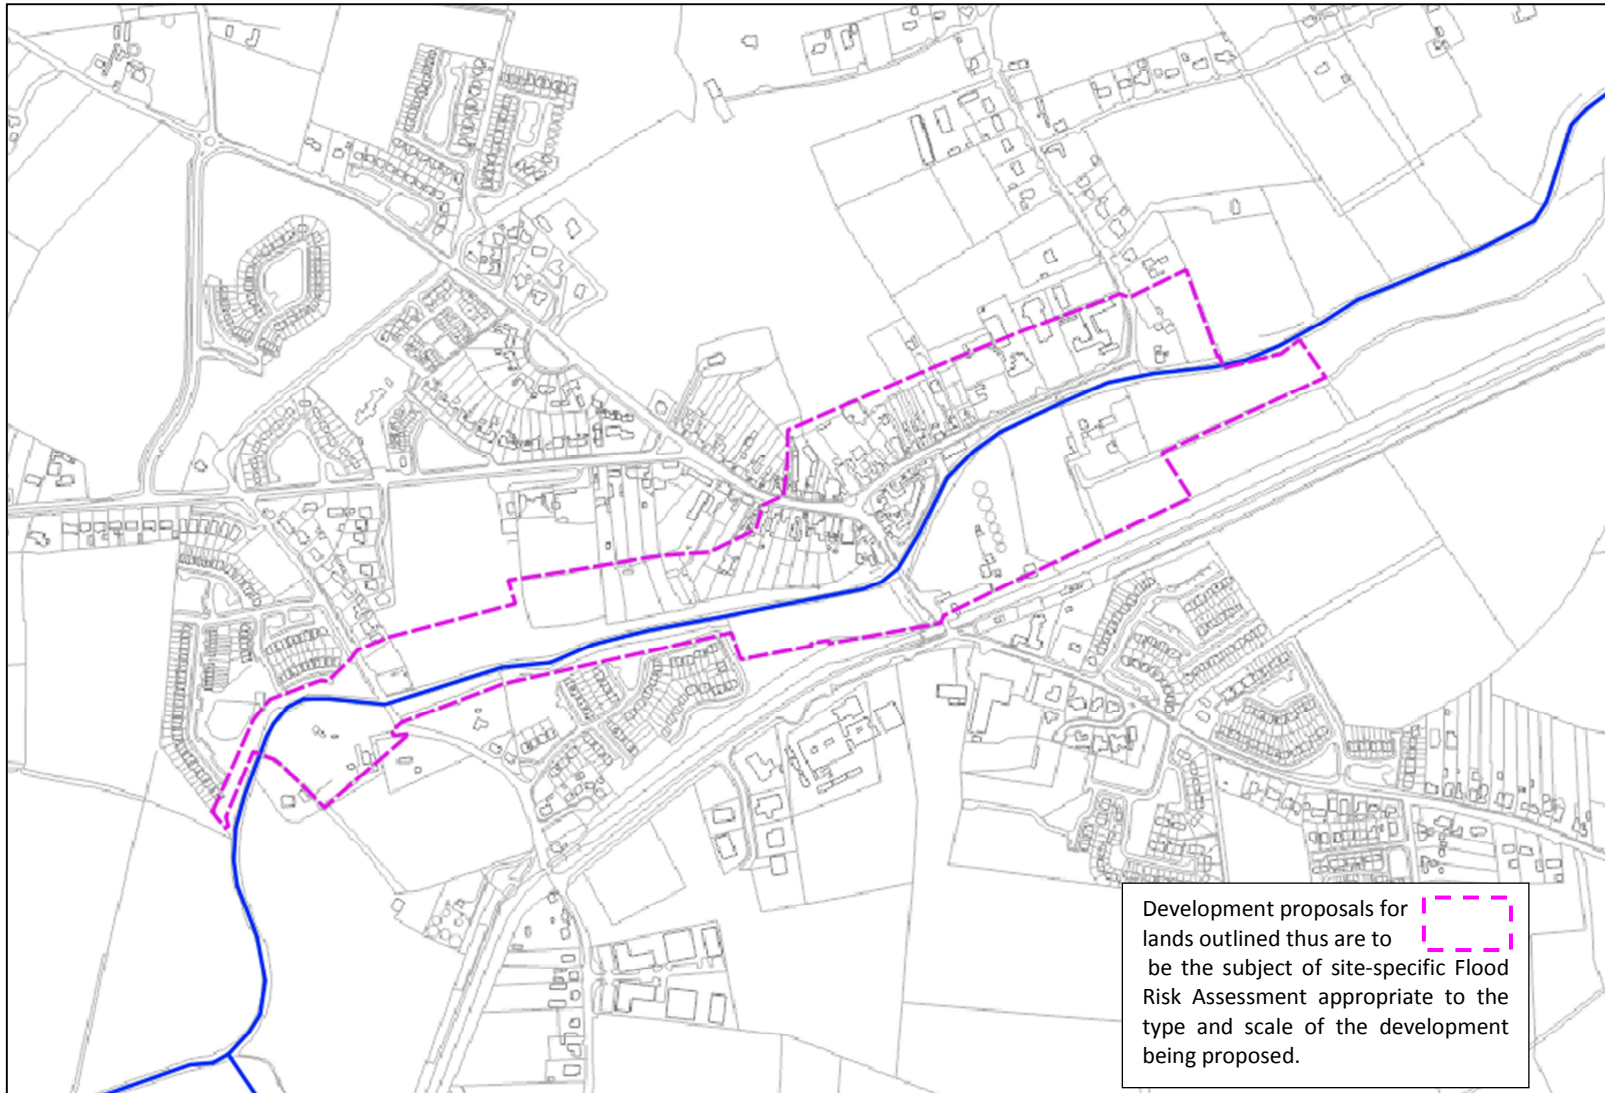 Development proposals for
lands outlined thus are to
be the subject of site-specific Flood
Risk Assessment appropriate to the
type and scale of the development
being proposed.